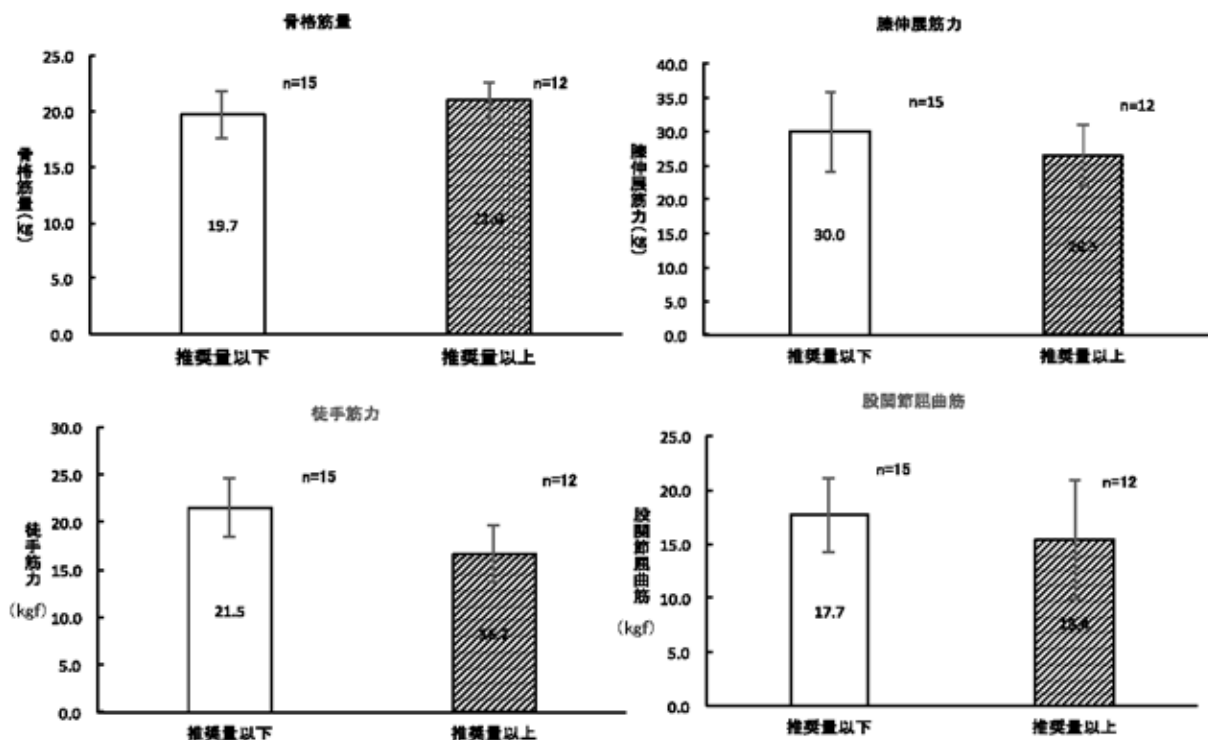 骨格筋量
25.0
20.0
15.0
10.0
5.0
0.0
骨格筋量(kg)
n=15
n=12
19.7
推奨量以下
推奨量以上
膝伸展筋力
40.0
35.0
30.0
25.0
20.0
15.0
10.0
5.0
0.0
膝伸展筋力(kg)
n=15
n=12
30.0
推奨量以下
推奨量以上
徒手筋力
30.0
25.0
20.0
15.0
10.0
5.0
0.0
徒手筋力
(kgf)
n=15
n=12
21.5
16.7
推奨量以下
推奨量以上
股関節屈曲筋
25.0
20.0
15.0
10.0
5.0
0.0
股関節屈曲筋
(kgf)
n=15
n=12
17.7
15.4
推奨量以下
推奨量以上